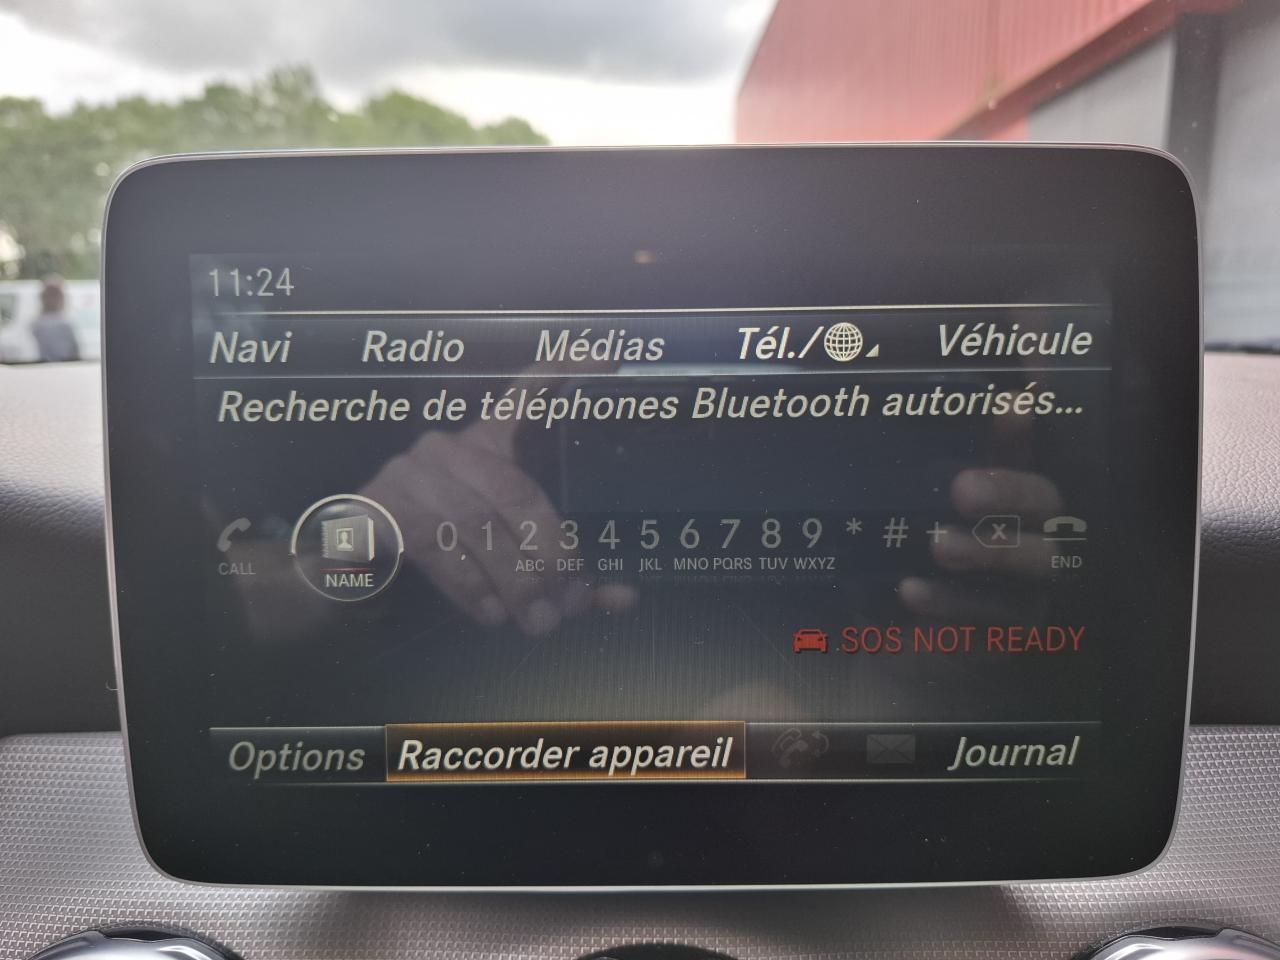 11:24
Navi Radio Médias Tél./ Véhicule
Recherche de téléphones Bluetooth autorisés...
0 1 2 3 4 5 6 7 8 9 * # +
CALL NAME ABC DEF GHI JKL MNO PQRS TUV WXYZ END
SOS NOT READY
Options Raccorder appareil Journal